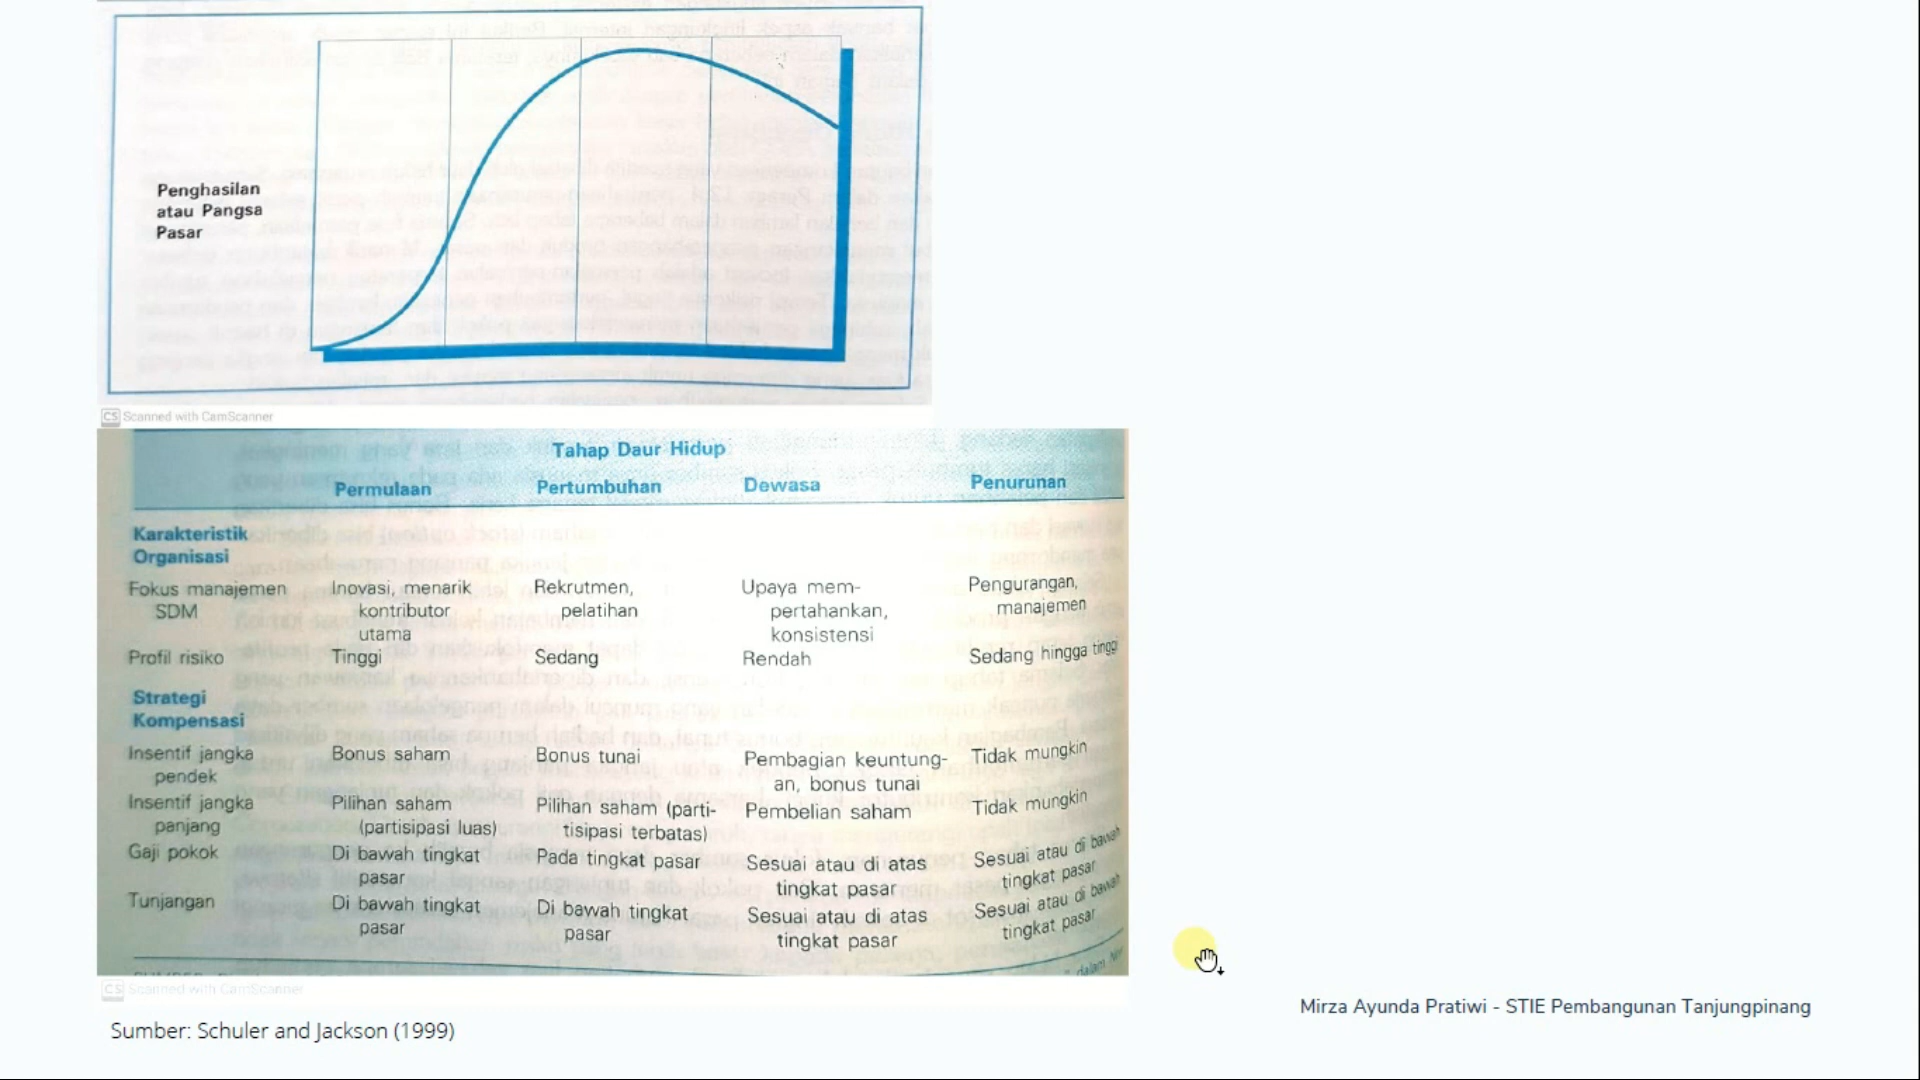 Penghasilan
atau Pangsa
Pasar
CS Scanned with CamScanner
Tahap Daur Hidup
Permulaan Pertumbuhan Dewasa Penurunan
Karakteristik
Organisasi
Fokus manajemen Inovasi, menarik Rekrutmen, Upaya mem- Pengurangan,
SDM kontributor pelatihan pertahankan, manajemen
utama konsistensi
Profil risiko Tinggi Sedang Rendah Sedang hingga tinggi
Strategi
Kompensasi
Insentif jangka Bonus saham Bonus tunai Pembagian keuntung- Tidak mungkin
pendek an, bonus tunai
Insentif jangka Pilihan saham Pilihan saham (parti- Pembelian saham Tidak mungkin
panjang (partisipasi luas) tisipasi terbatas)
Gaji pokok Di bawah tingkat Pada tingkat pasar Sesuai atau di atas Sesuai atau di bawah
pasar tingkat pasar tingkat pasar
Tunjangan Di bawah tingkat Di bawah tingkat Sesuai atau di atas Sesuai atau di bawah
pasar pasar tingkat pasar tingkat pasar
CS Scanned with CamScanner
Mirza Ayunda Pratiwi - STIE Pembangunan Tanjungpinang
Sumber: Schuler and Jackson (1999)